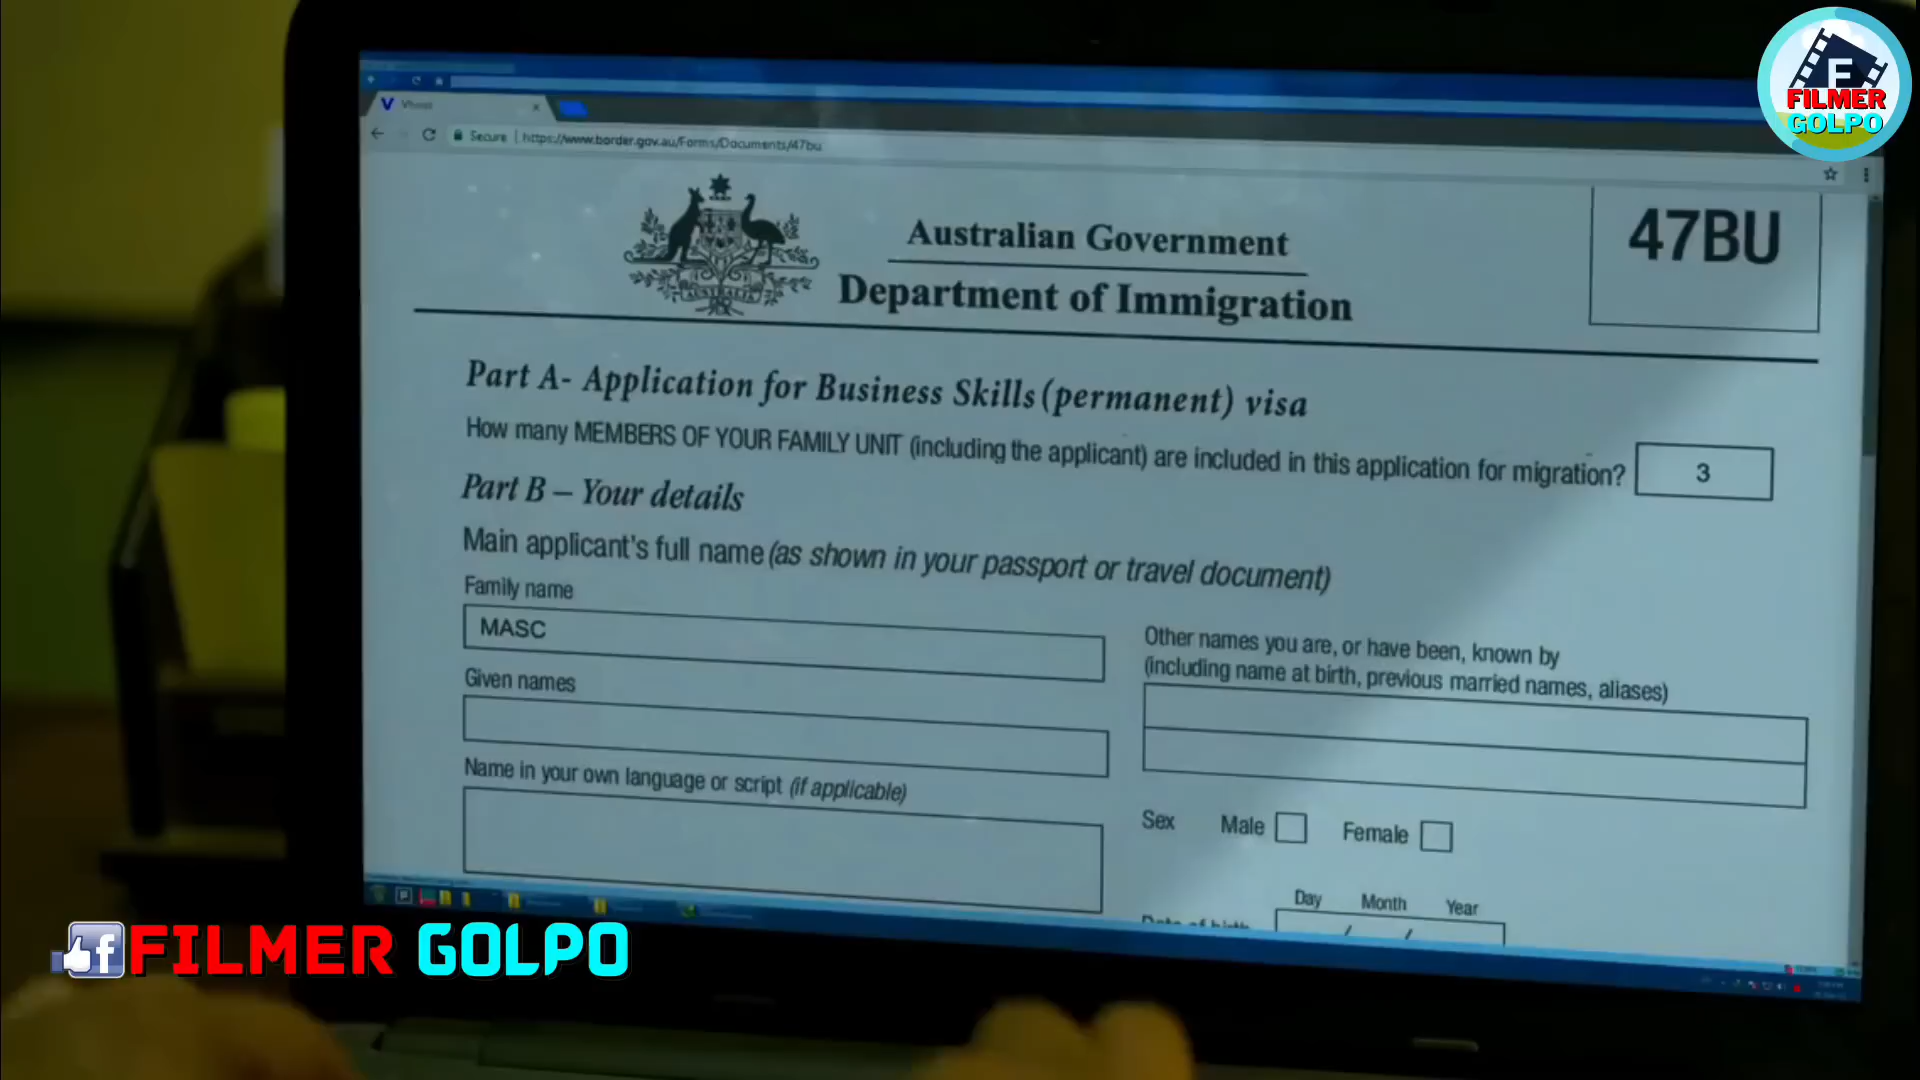 F
FILMER
GOLPO
Secure | https://www.border.gov.au/Forms/Documents/47bu
Australian Government
Department of Immigration
47BU
AUSTRALIA
Part A- Application for Business Skills (permanent) visa
How many MEMBERS OF YOUR FAMILY UNIT (including the applicant) are included in this application for migration? 3
Part B – Your details
Main applicant's full name (as shown in your passport or travel document)
Family name
MASC
Given names
Name in your own language or script (if applicable)
Other names you are, or have been, known by
(including name at birth, previous married names, aliases)
Sex Male Female
Day Month Year
Date of birth / /
f FILMER GOLPO